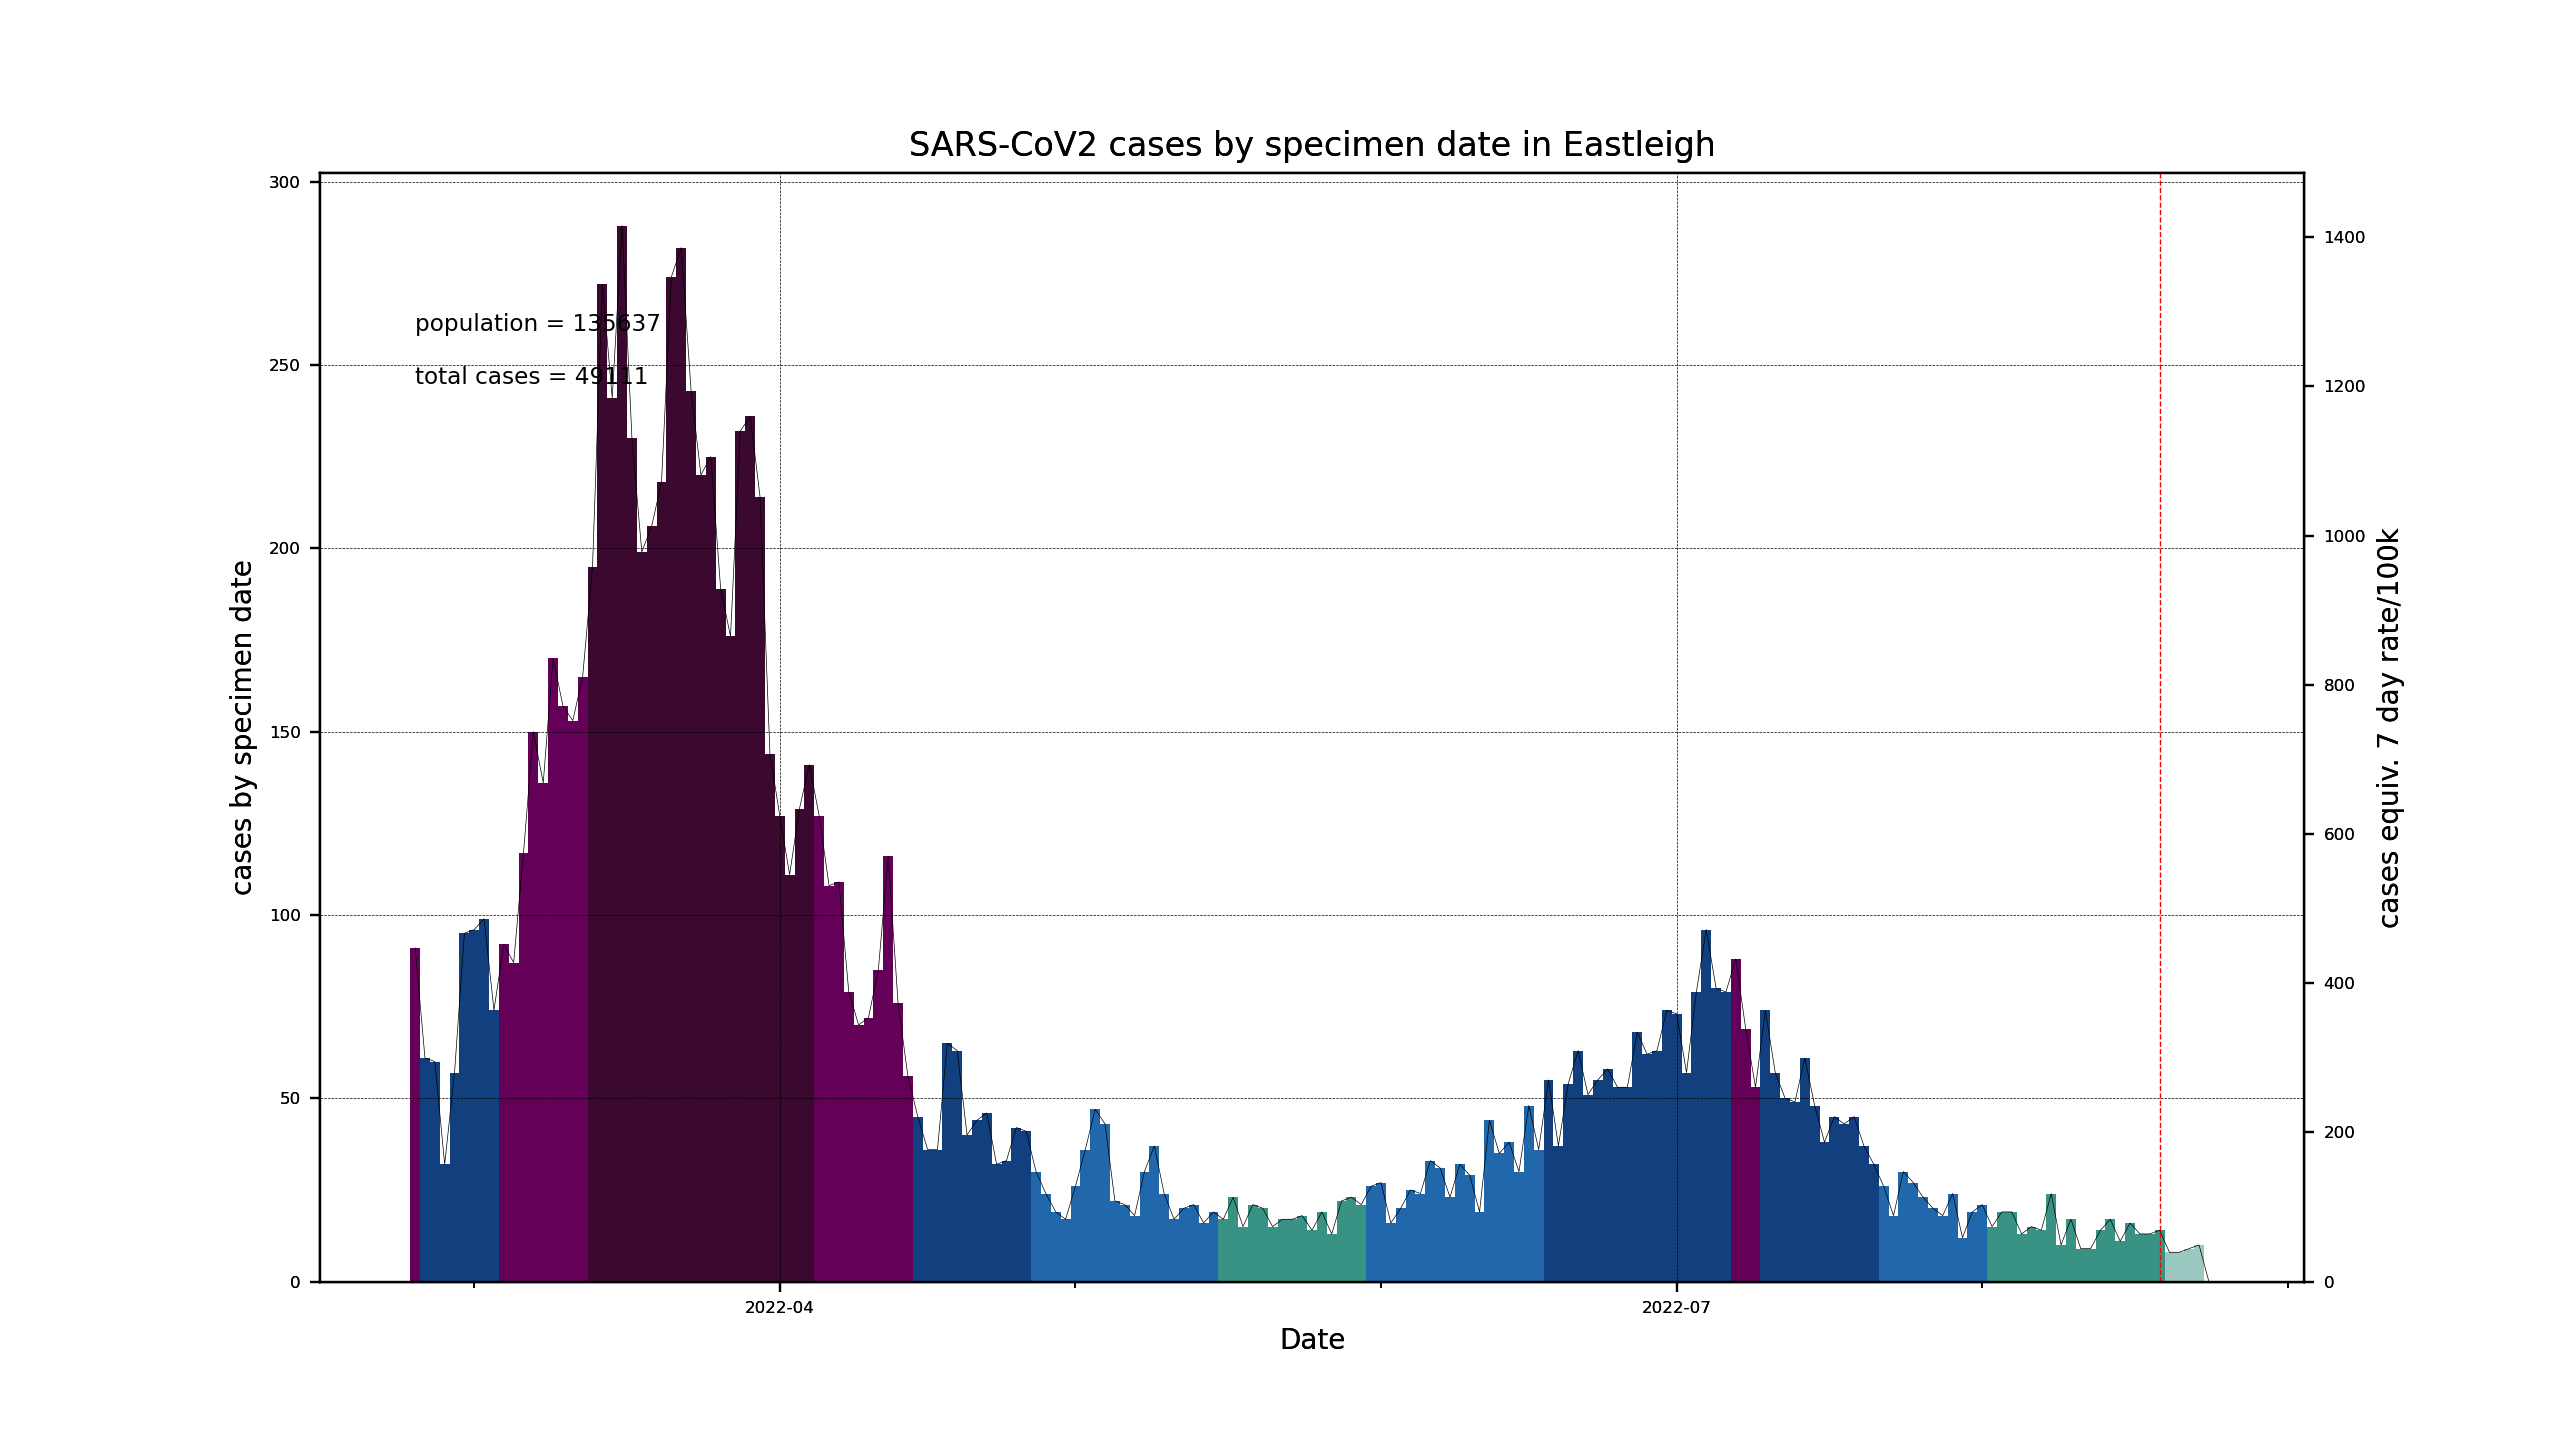 SARS-CoV2 cases by specimen date in Eastleigh
cases by specimen date
300
250
200
150
100
50
0
population = 135637
total cases = 49111
1400
1200
1000
800
600
400
200
0
cases equiv. 7 day rate/100k
2022-04
2022-07
Date